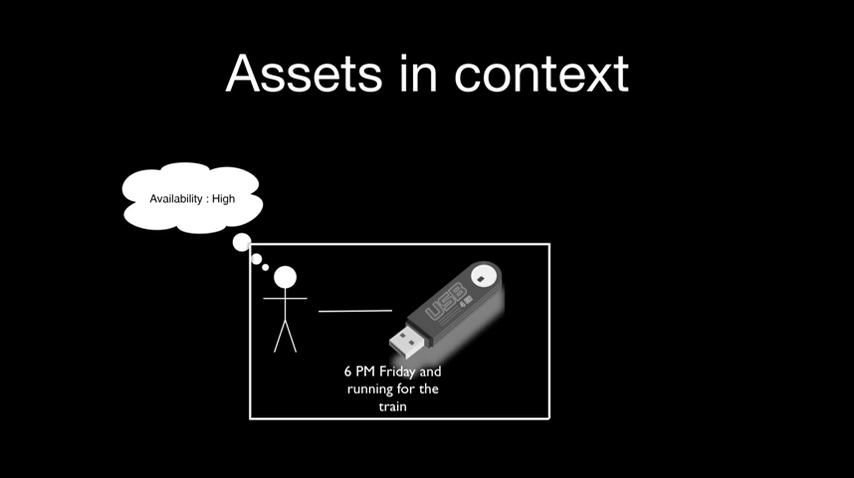 Assets in context
Availability : High
USB
6 PM Friday and
running for the
train